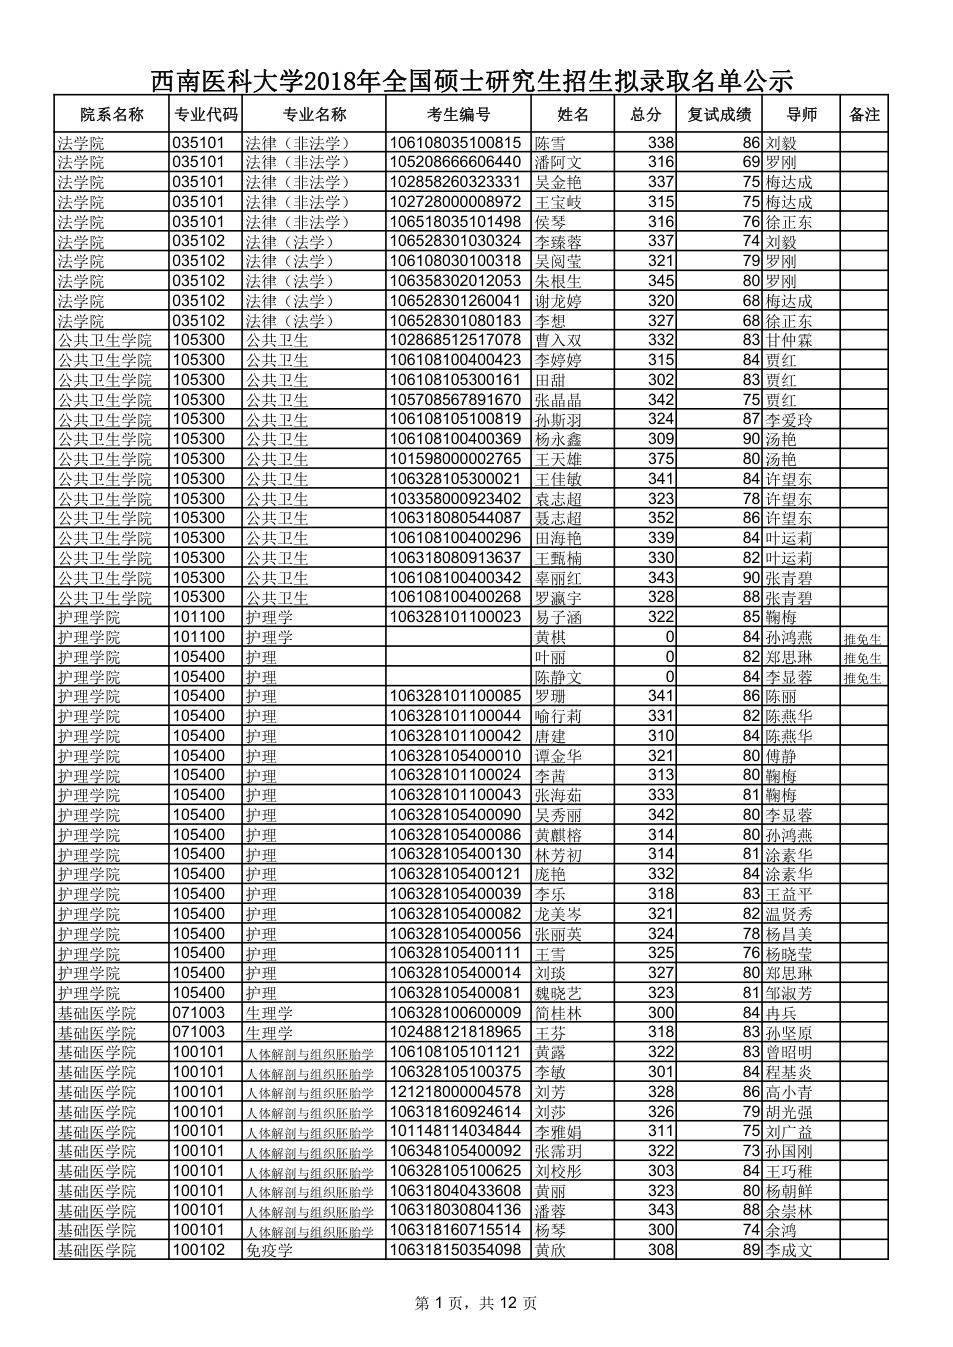 西南医科大学2018年全国硕士研究生招生拟录取名单公示
院系名称 专业代码 专业名称 考生编号 姓名 总分 复试成绩 导师 备注
法学院 035101 法律（非法学） 106108035100815 陈雪 338 86 刘毅
法学院 035101 法律（非法学） 105208666606440 潘阿文 316 69 罗刚
法学院 035101 法律（非法学） 102858260323331 吴金艳 337 75 梅达成
法学院 035101 法律（非法学） 102728000008972 王宝岐 315 75 梅达成
法学院 035101 法律（非法学） 106518035101498 侯琴 316 76 徐正东
法学院 035102 法律（法学） 106528301030324 李臻蓉 337 74 刘毅
法学院 035102 法律（法学） 106108030100318 吴阅莹 321 79 罗刚
法学院 035102 法律（法学） 106358302012053 朱根生 345 80 罗刚
法学院 035102 法律（法学） 106528301260041 谢龙婷 320 68 梅达成
法学院 035102 法律（法学） 106528301080183 李想 327 68 徐正东
公共卫生学院 105300 公共卫生 102868512517078 曹入双 332 83 甘仲霖
公共卫生学院 105300 公共卫生 106108100400423 李婷婷 315 84 贾红
公共卫生学院 105300 公共卫生 106108105300161 田甜 302 83 贾红
公共卫生学院 105300 公共卫生 105708567891670 张晶晶 342 75 贾红
公共卫生学院 105300 公共卫生 106108105100819 孙斯羽 324 87 李爱玲
公共卫生学院 105300 公共卫生 106108100400369 杨永鑫 309 90 汤艳
公共卫生学院 105300 公共卫生 101598000002765 王天雄 375 80 汤艳
公共卫生学院 105300 公共卫生 106328105300021 王佳敏 341 84 许望东
公共卫生学院 105300 公共卫生 103358000923402 袁志超 323 78 许望东
公共卫生学院 105300 公共卫生 106318080544087 聂志超 352 86 许望东
公共卫生学院 105300 公共卫生 106108100400296 田海艳 339 84 叶运莉
公共卫生学院 105300 公共卫生 106318080913637 王甄楠 330 82 叶运莉
公共卫生学院 105300 公共卫生 106108100400342 辜丽红 343 90 张青碧
公共卫生学院 105300 公共卫生 106108100400268 罗瀛宇 328 88 张青碧
护理学院 101100 护理学 106328101100023 易子涵 322 85 鞠梅
护理学院 101100 护理学 黄棋 0 84 孙鸿燕 推免生
护理学院 105400 护理 叶丽 0 82 郑思琳 推免生
护理学院 105400 护理 陈静文 0 84 李显蓉 推免生
护理学院 105400 护理 106328101100085 罗珊 341 86 陈丽
护理学院 105400 护理 106328101100044 喻行莉 331 82 陈燕华
护理学院 105400 护理 106328101100042 唐建 310 84 陈燕华
护理学院 105400 护理 106328105400010 谭金华 321 80 傅静
护理学院 105400 护理 106328101100024 李茜 313 80 鞠梅
护理学院 105400 护理 106328101100043 张海茹 333 81 鞠梅
护理学院 105400 护理 106328105400090 吴秀丽 342 80 李显蓉
护理学院 105400 护理 106328105400086 黄麒榕 314 80 孙鸿燕
护理学院 105400 护理 106328105400130 林芳初 314 81 涂素华
护理学院 105400 护理 106328105400121 庞艳 332 84 涂素华
护理学院 105400 护理 106328105400039 李乐 318 83 王益平
护理学院 105400 护理 106328105400082 龙美岑 321 82 温贤秀
护理学院 105400 护理 106328105400056 张丽英 324 78 杨昌美
护理学院 105400 护理 106328105400111 王雪 325 76 杨晓莹
护理学院 105400 护理 106328105400014 刘琰 327 80 郑思琳
护理学院 105400 护理 106328105400081 魏晓艺 323 81 邹淑芳
基础医学院 071003 生理学 106328100600009 简桂林 300 84 冉兵
基础医学院 071003 生理学 102488121818965 王芬 318 83 孙坚原
基础医学院 100101 人体解剖与组织胚胎学 106108105101121 黄露 322 83 曾昭明
基础医学院 100101 人体解剖与组织胚胎学 106328105100375 李敏 301 84 程基炎
基础医学院 100101 人体解剖与组织胚胎学 121218000004578 刘芳 328 86 高小青
基础医学院 100101 人体解剖与组织胚胎学 106318160924614 刘莎 326 79 胡光强
基础医学院 100101 人体解剖与组织胚胎学 101148114034844 李雅娟 311 75 刘广益
基础医学院 100101 人体解剖与组织胚胎学 106348105400092 张霈玥 322 73 孙国刚
基础医学院 100101 人体解剖与组织胚胎学 106328105100625 刘校彤 303 84 王巧稚
基础医学院 100101 人体解剖与组织胚胎学 106318040433608 黄丽 323 80 杨朝鲜
基础医学院 100101 人体解剖与组织胚胎学 106318030804136 潘蓉 343 88 余崇林
基础医学院 100101 人体解剖与组织胚胎学 106318160715514 杨琴 300 74 余鸿
基础医学院 100102 免疫学 106318150354098 黄欣 308 89 李成文
第 1 页，共 12 页